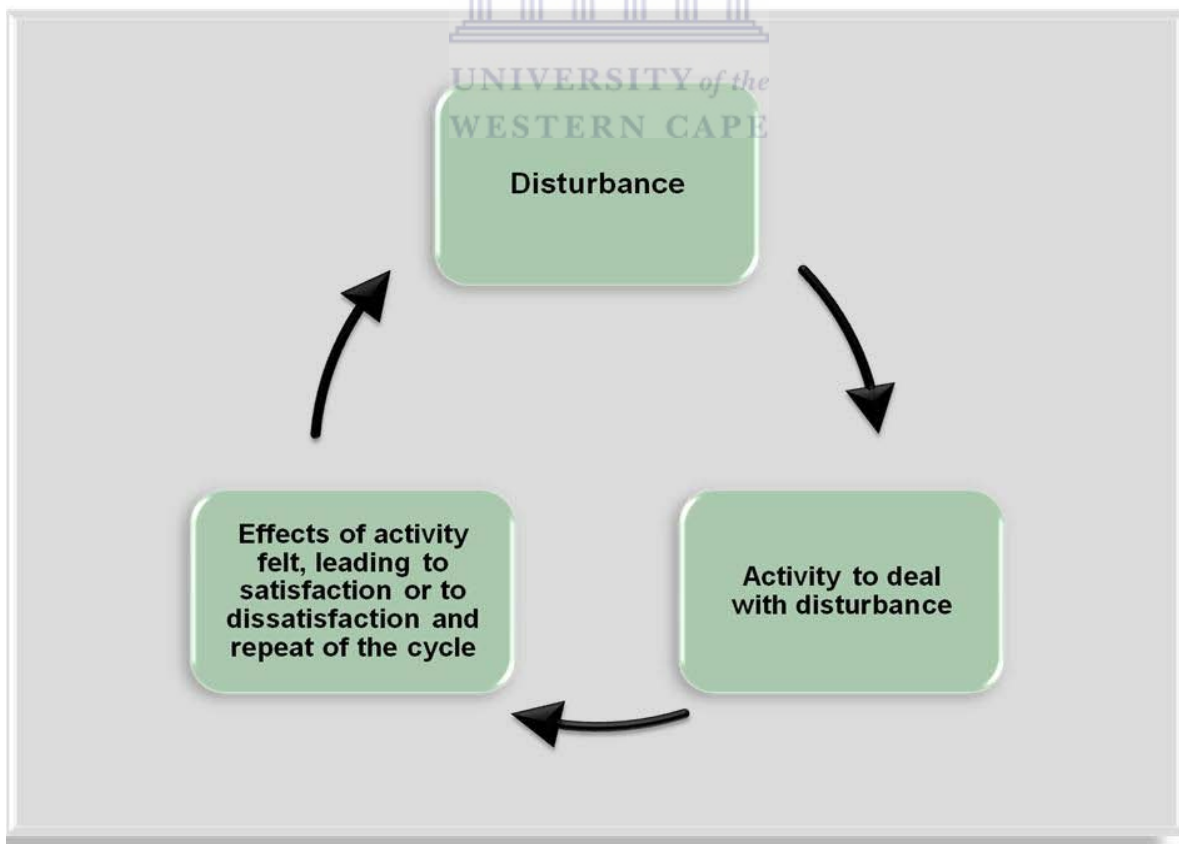 UNIVERSITY of the
WESTERN CAPE
Disturbance
Activity to deal
with disturbance
Effects of activity
felt, leading to
satisfaction or to
dissatisfaction and
repeat of the cycle